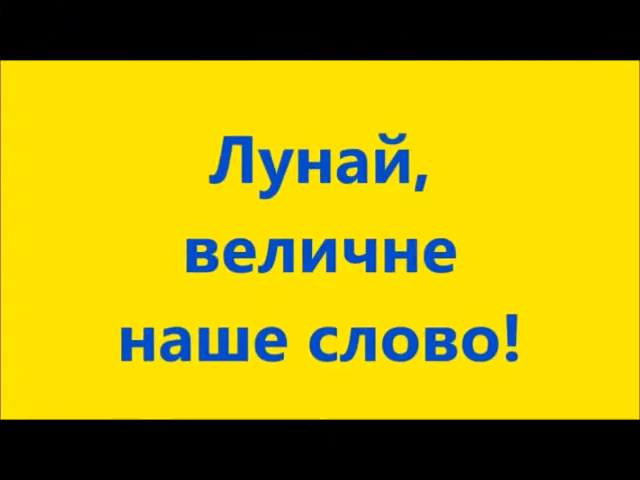 Лунай,
величне
наше слово!